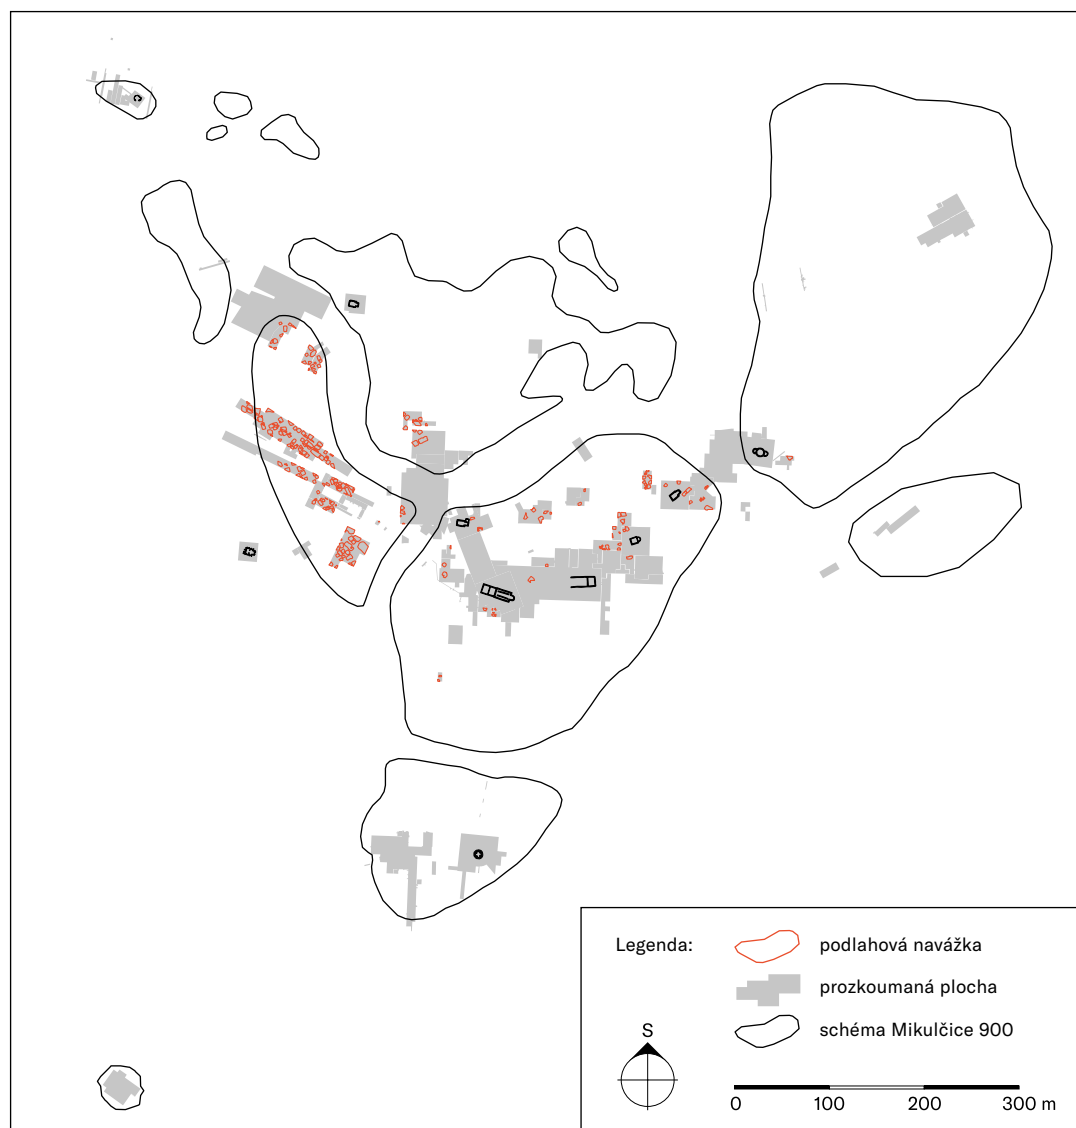 Legenda:
podlahová navážka
prozkoumaná plocha
schéma Mikulčice 900
S
0 100 200 300 m